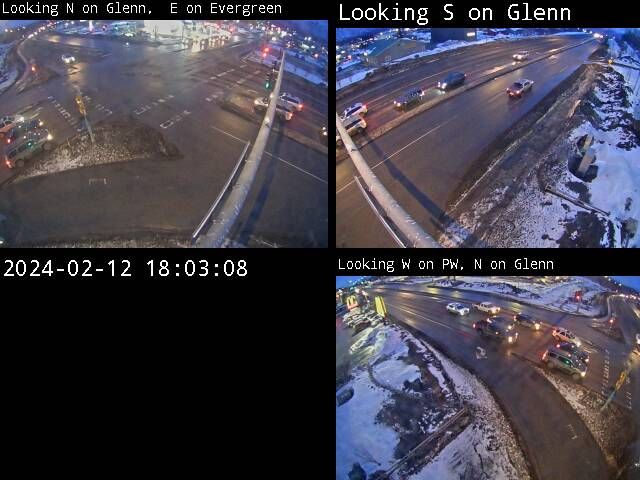 Looking N on Glenn,  E on Evergreen
Looking S on Glenn
2024-02-12 18:03:08
Looking W on PW, N on Glenn